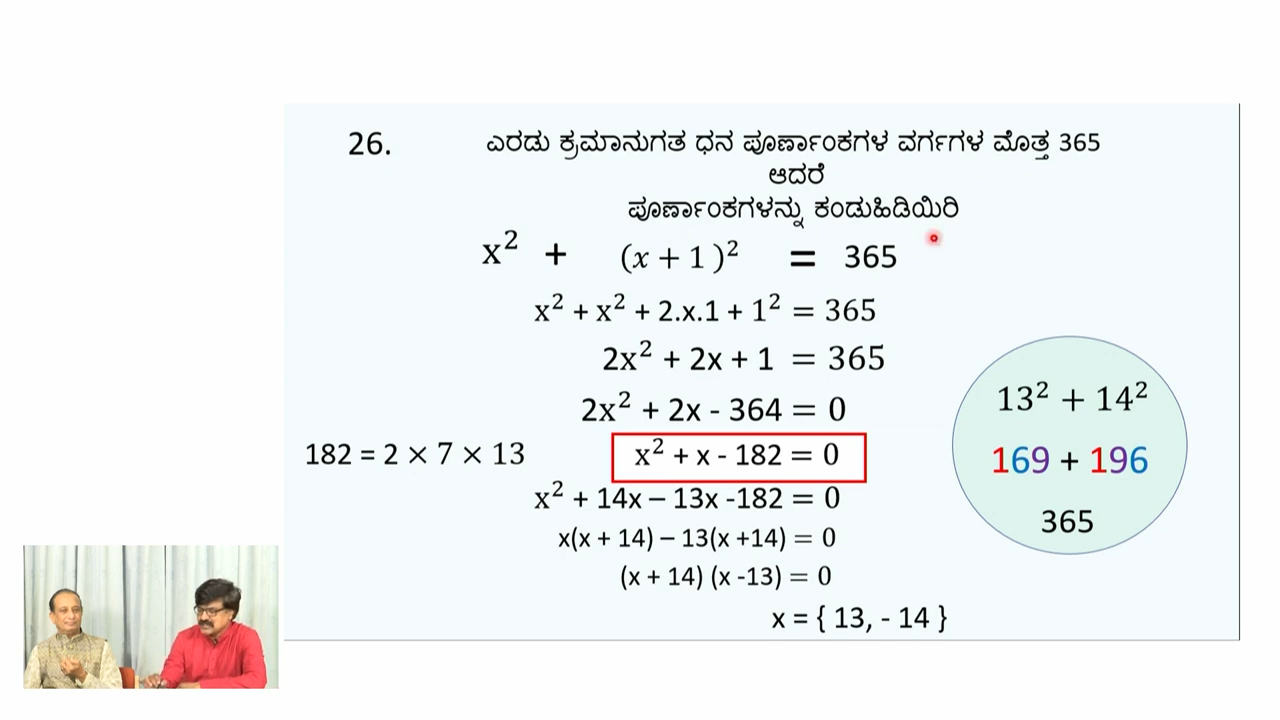 26. ಎರಡು ಕ್ರಮಾನುಗತ ಧನ ಪೂರ್ಣಾಂಕಗಳ ವರ್ಗಗಳ ಮೊತ್ತ 365
ಆದರೆ
ಪೂರ್ಣಾಂಕಗಳನ್ನು ಕಂಡುಹಿಡಿಯಿರಿ
x² + (x + 1 )² = 365
x² + x² + 2.x.1 + 1² = 365
2x² + 2x + 1 = 365
2x² + 2x - 364 = 0
182 = 2 × 7 × 13
x² + x - 182 = 0
x² + 14x – 13x -182 = 0
x(x + 14) – 13(x +14) = 0
(x + 14) (x -13) = 0
x = { 13, - 14 }
13² + 14²
169 + 196
365